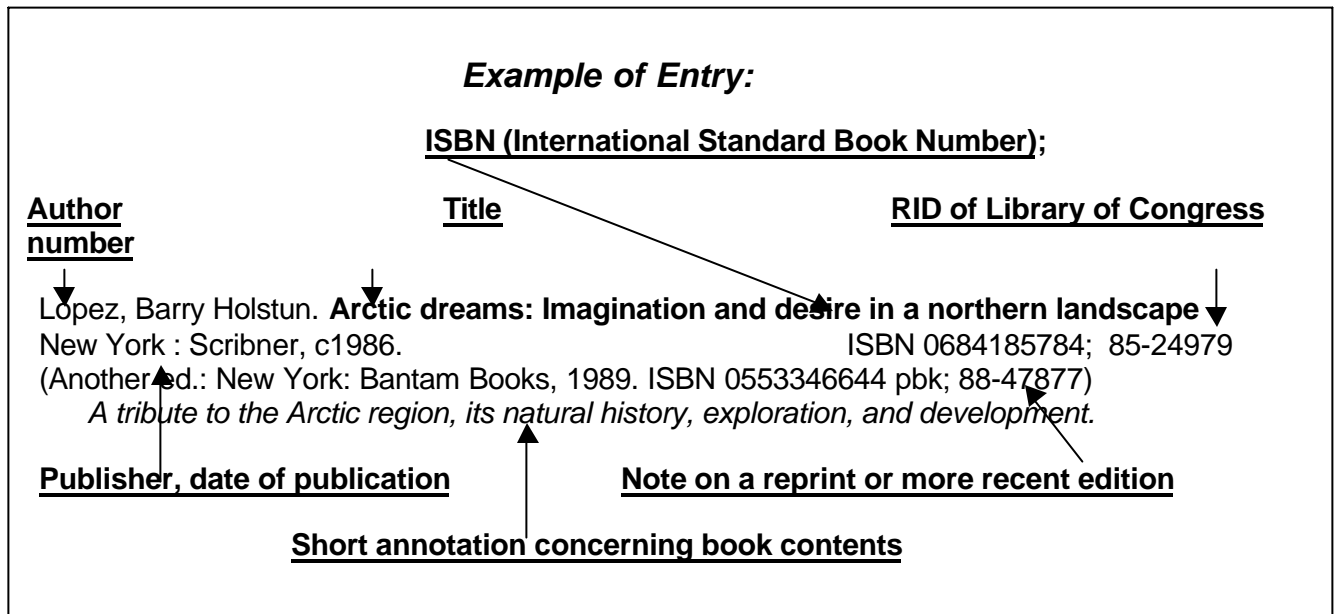 Example of Entry:
ISBN (International Standard Book Number);
Author Title RID of Library of Congress
number
Lopez, Barry Holstun. Arctic dreams: Imagination and desire in a northern landscape
New York : Scribner, c1986. ISBN 0684185784; 85-24979
(Another ed.: New York: Bantam Books, 1989. ISBN 0553346644 pbk; 88-47877)
A tribute to the Arctic region, its natural history, exploration, and development.
Publisher, date of publication Note on a reprint or more recent edition
Short annotation concerning book contents